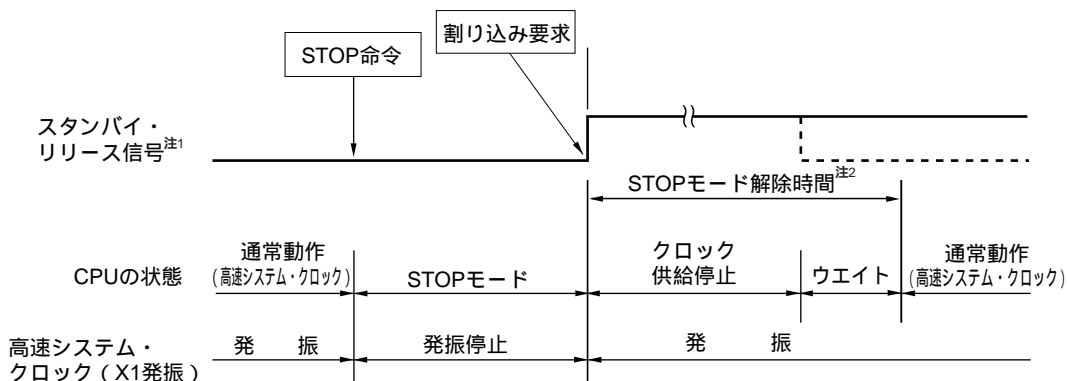 割り込み要求
STOP命令
スタンバイ・
リリース信号注1
STOPモード解除時間注2
CPUの状態
通常動作
(高速システム・クロック)
STOPモード
クロック
供給停止
ウエイト
通常動作
(高速システム・クロック)
高速システム・
クロック（X1発振）
発　　振
発振停止
発　　振